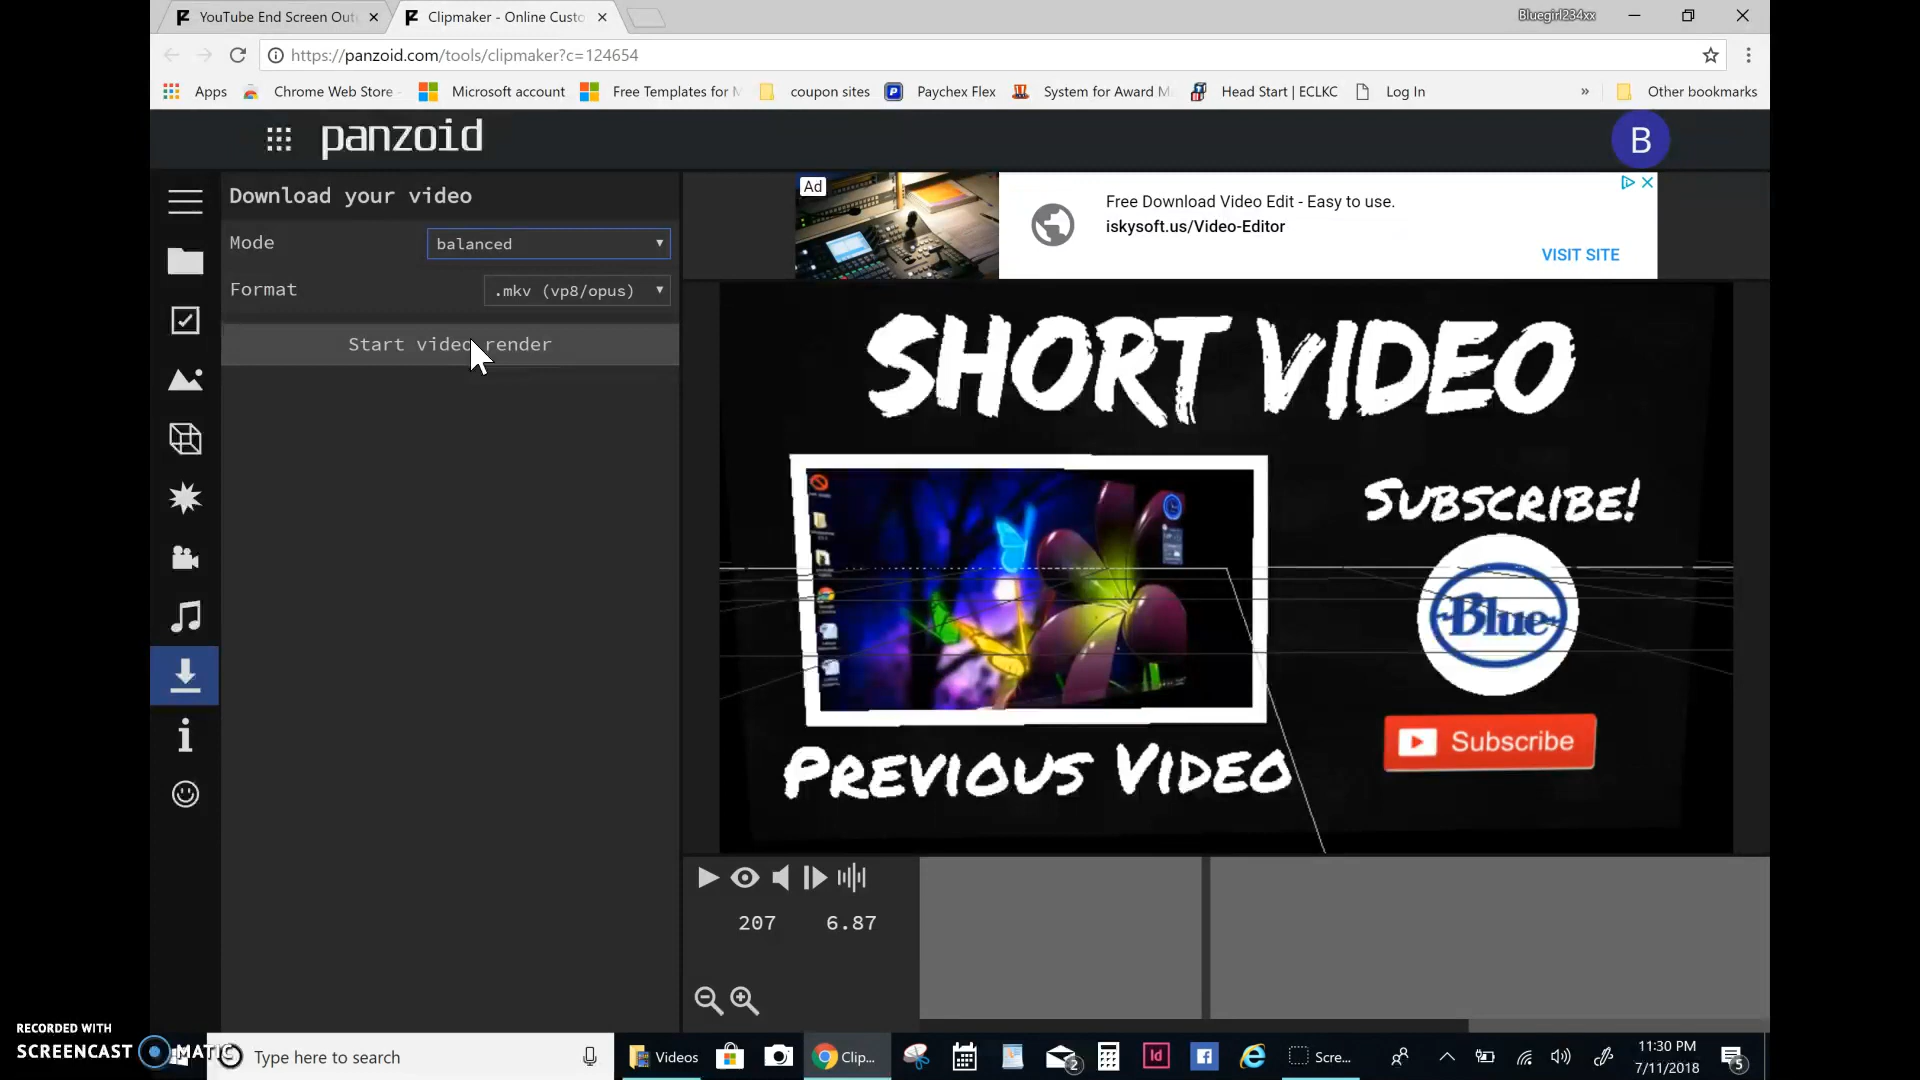 YouTube End Screen Out
Clipmaker - Online Custo
Bluegirl234xx
https://panzoid.com/tools/clipmaker?c=124654
Apps
Chrome Web Store
Microsoft account
Free Templates for M
coupon sites
Paychex Flex
System for Award Ma
Head Start | ECLKC
Log In
»
Other bookmarks
panzoid
B
Download your video
Mode
balanced
Format
.mkv (vp8/opus)
Start video render
Ad
Free Download Video Edit - Easy to use.
iskysoft.us/Video-Editor
VISIT SITE
SHORT VIDEO
SUBSCRIBE!
Blue
Subscribe
PREVIOUS VIDEO
207
6.87
RECORDED WITH
SCREENCAST MATIC
Type here to search
Videos
Clip...
2
Id
Scre...
11:30 PM
7/11/2018
5